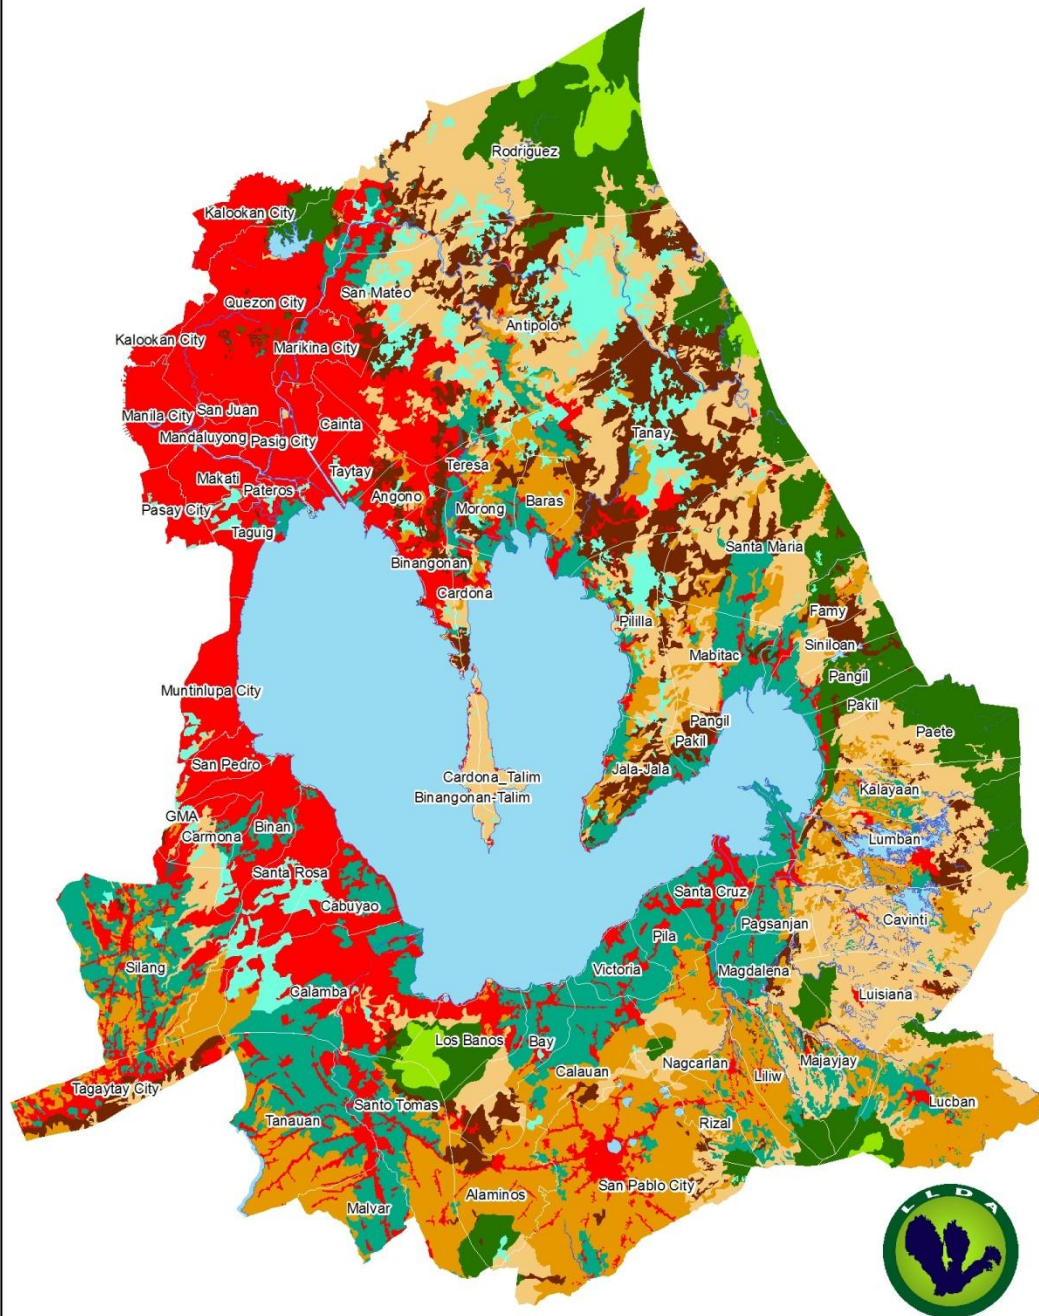 Rodriguez
Kalookan City
San Mateo
Quezon City
Antipolo
Kalookan City
Marikina City
Manila City
San Juan
Cainta
Mandaluyong
Pasig City
Tanay
Teresa
Taytay
Makati
Angono
Pateros
Baras
Pasay City
Morong
Taguig
Santa Maria
Binangonan
Cardona
Famy
Pililla
Siniloan
Mabitac
Pangil
Muntinlupa City
Pakil
Pangil
Paete
Pakil
San Pedro
Jala-Jala
Cardona_Talim
Kalayaan
Binangonan-Talim
GMA
Carmona
Binan
Lumban
Santa Rosa
Santa Cruz
Cabuyao
Cavinti
Pagsanjan
Pila
Silang
Victoria
Magdalena
Calamba
Luisiana
Los Banos
Bay
Majayjay
Nagcarlan
Calauan
Liliw
Tagaytay City
Lucban
Santo Tomas
Tanauan
Rizal
San Pablo City
Alaminos
Malvar
LLDA